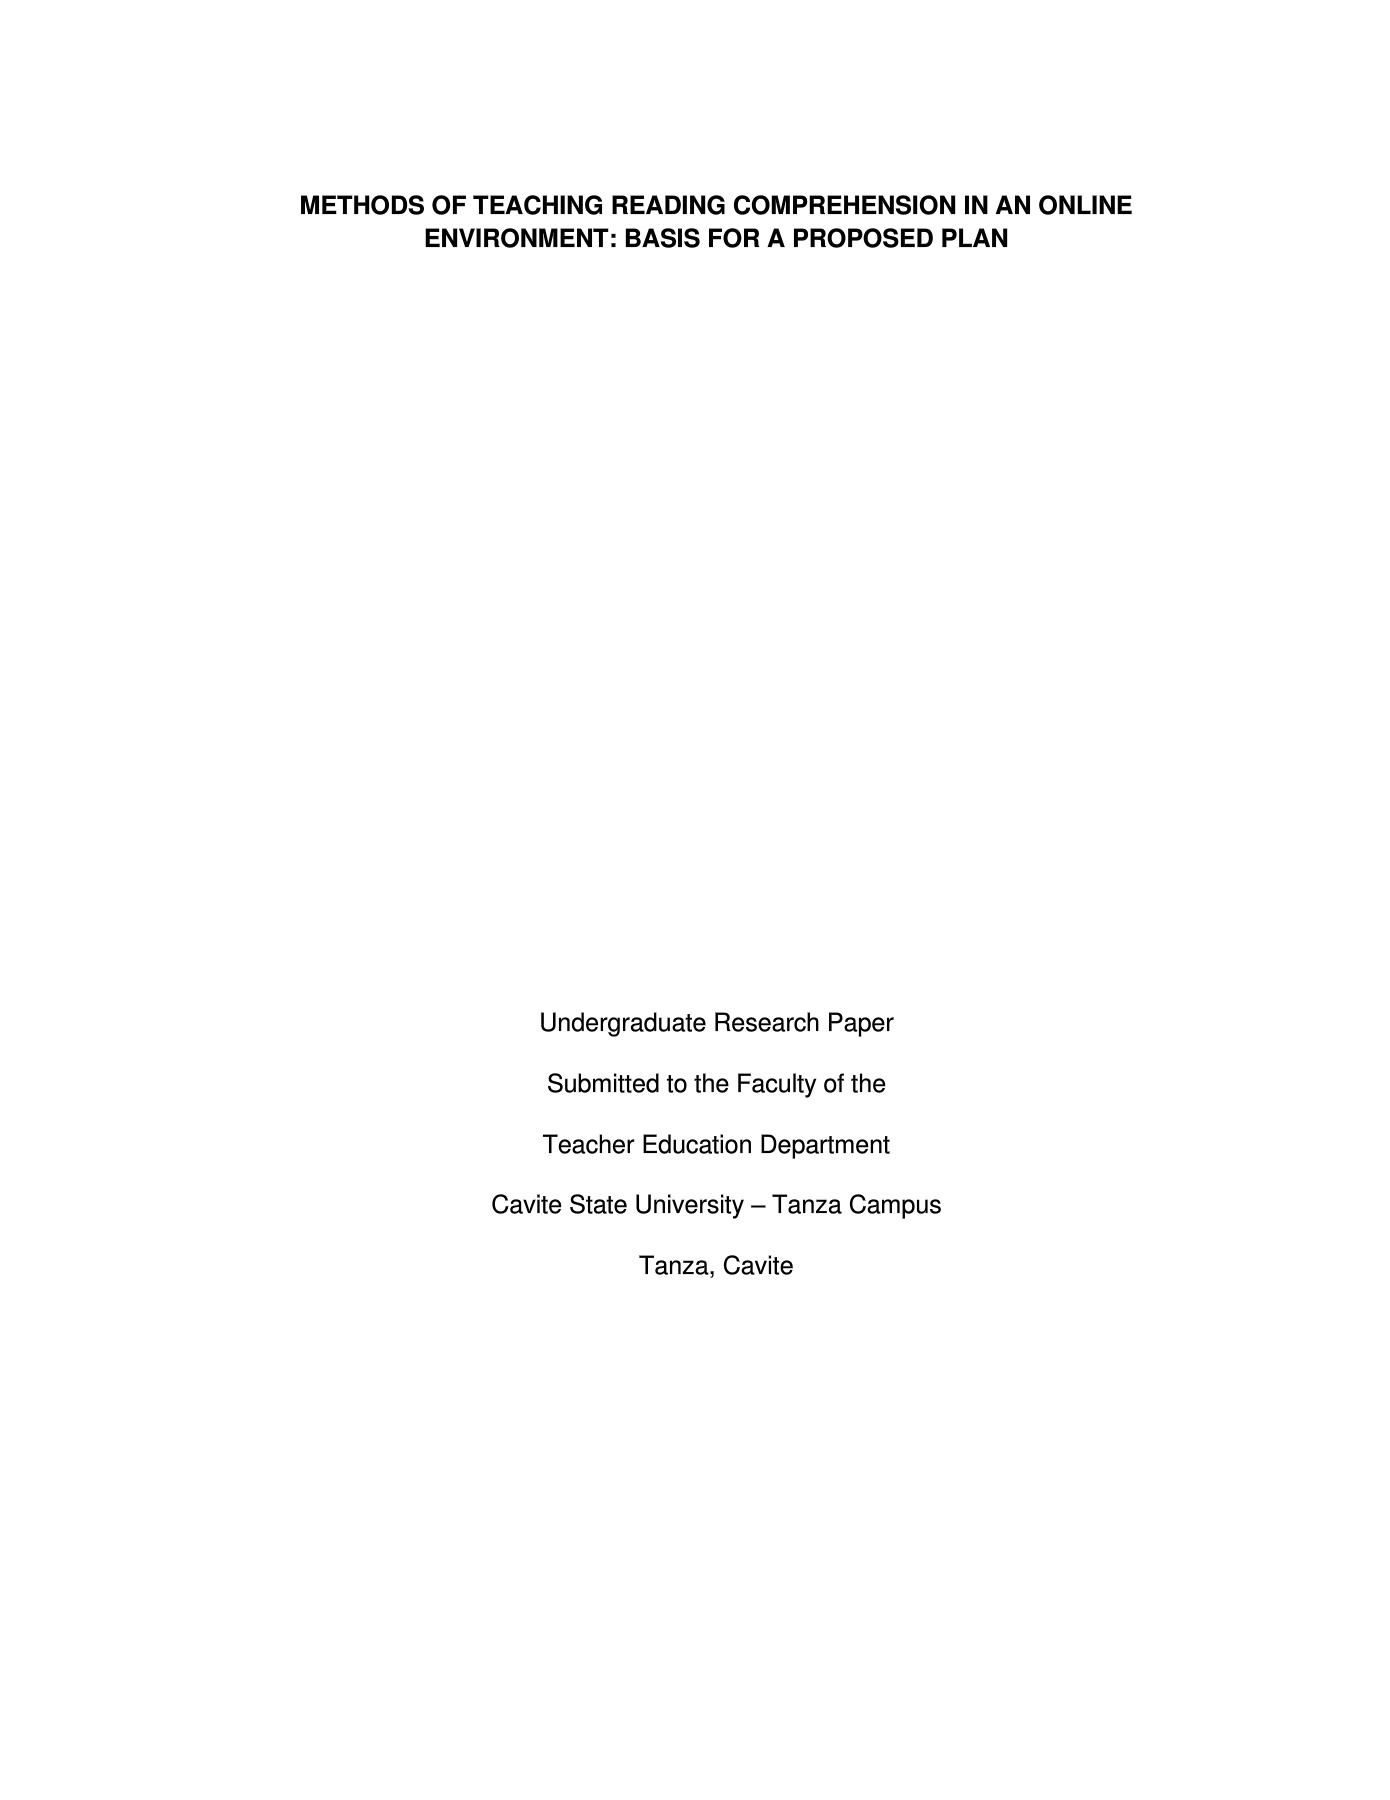 METHODS OF TEACHING READING COMPREHENSION IN AN ONLINE
ENVIRONMENT: BASIS FOR A PROPOSED PLAN
Undergraduate Research Paper
Submitted to the Faculty of the
Teacher Education Department
Cavite State University – Tanza Campus
Tanza, Cavite